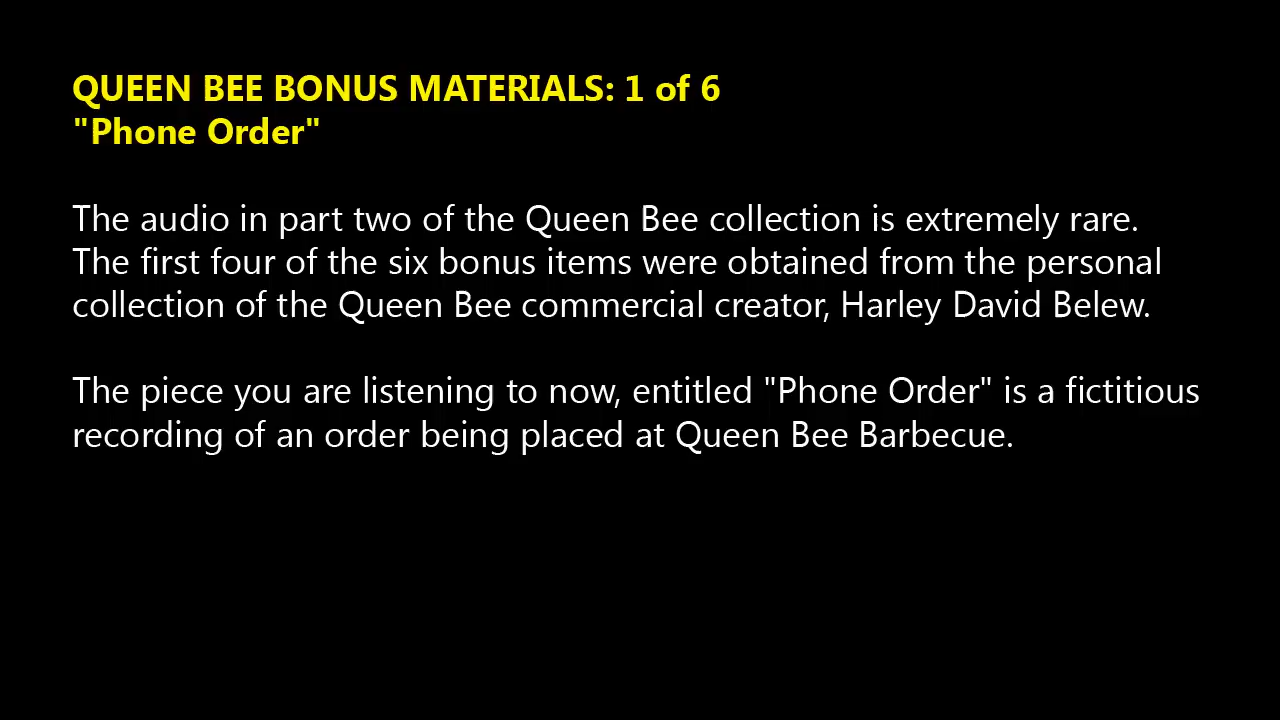 QUEEN BEE BONUS MATERIALS: 1 of 6
"Phone Order"
The audio in part two of the Queen Bee collection is extremely rare.
The first four of the six bonus items were obtained from the personal
collection of the Queen Bee commercial creator, Harley David Belew.
The piece you are listening to now, entitled "Phone Order" is a fictitious
recording of an order being placed at Queen Bee Barbecue.